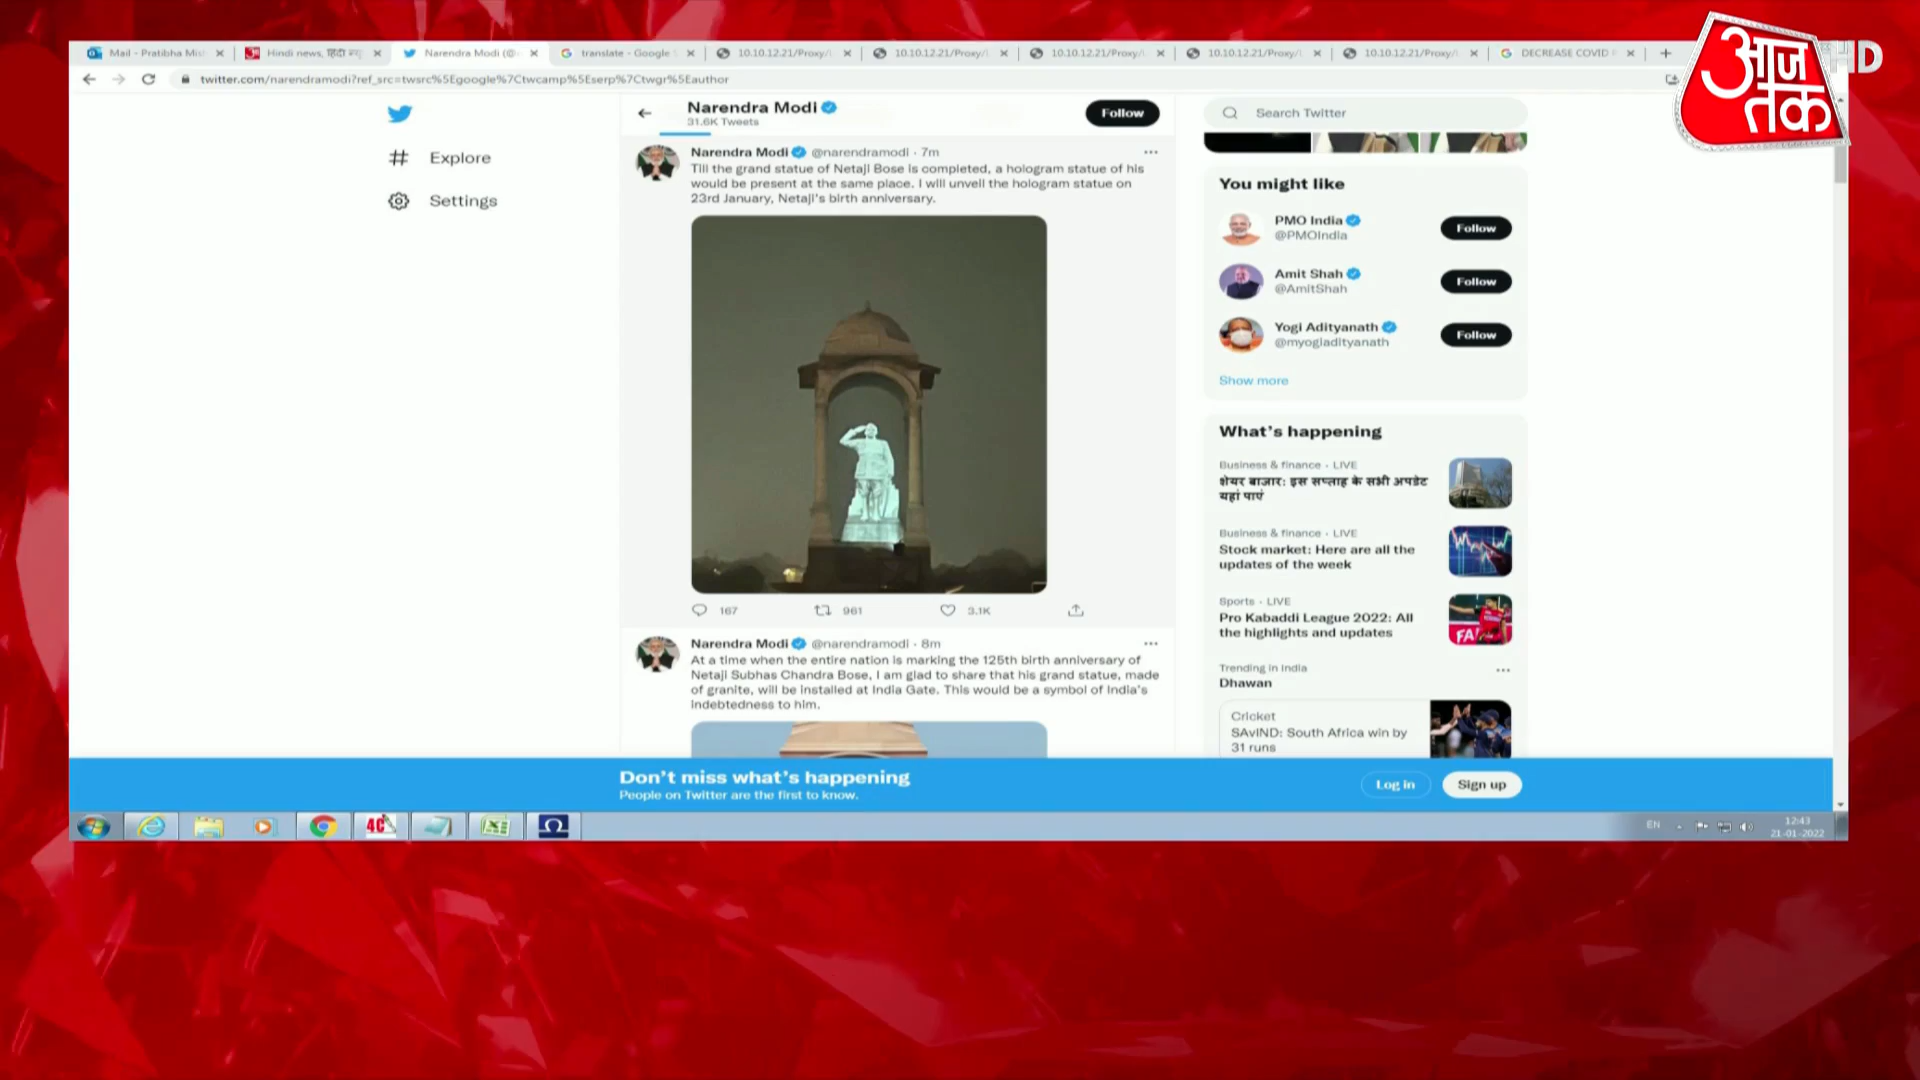 आज
तक
HD
Mail - Pratibha Mis
Hindi news, हिंदी न्यू
Narendra Modi (@
translate - Google
10.10.12.21/Proxy/
10.10.12.21/Proxy/
10.10.12.21/Proxy/
10.10.12.21/Proxy/
10.10.12.21/Proxy/
DECREASE COVID
twitter.com/narendramodi?ref_src=twsrc%5Egoogle%7Ctwcamp%5Eserp%7Ctwgr%5Eauthor
Explore
Settings
Narendra Modi
31.6K Tweets
Follow
Narendra Modi @narendramodi · 7m
Till the grand statue of Netaji Bose is completed, a hologram statue of his
would be present at the same place. I will unveil the hologram statue on
23rd January, Netaji's birth anniversary.
167 961 3.1K
Narendra Modi @narendramodi · 8m
At a time when the entire nation is marking the 125th birth anniversary of
Netaji Subhas Chandra Bose, I am glad to share that his grand statue, made
of granite, will be installed at India Gate. This would be a symbol of India's
indebtedness to him.
Search Twitter
You might like
PMO India
@PMOIndia
Follow
Amit Shah
@AmitShah
Follow
Yogi Adityanath
@myogiadityanath
Follow
Show more
What's happening
Business & finance · LIVE
शेयर बाजार: इस सप्ताह के सभी अपडेट
यहां पाएं
Business & finance · LIVE
Stock market: Here are all the
updates of the week
Sports · LIVE
Pro Kabaddi League 2022: All
the highlights and updates
FA
Trending in India
Dhawan
Cricket
SAvIND: South Africa win by
31 runs
Don't miss what's happening
People on Twitter are the first to know.
Log in
Sign up
4C
EN
12:43
21-01-2022